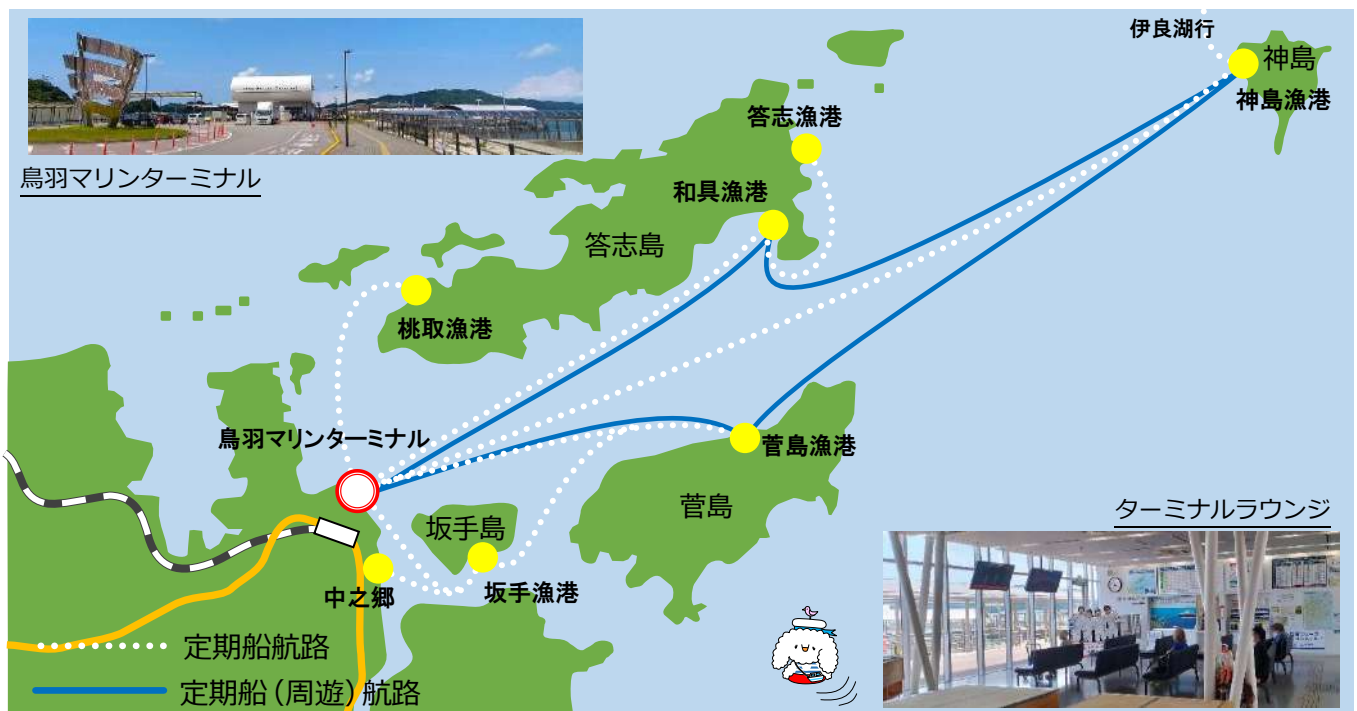 伊良湖行
神島
神島漁港
答志漁港
鳥羽マリンターミナル
和具漁港
答志島
桃取漁港
鳥羽マリンターミナル
菅島漁港
菅島
ターミナルラウンジ
坂手島
坂手漁港
中之郷
定期船航路
定期船(周遊)航路